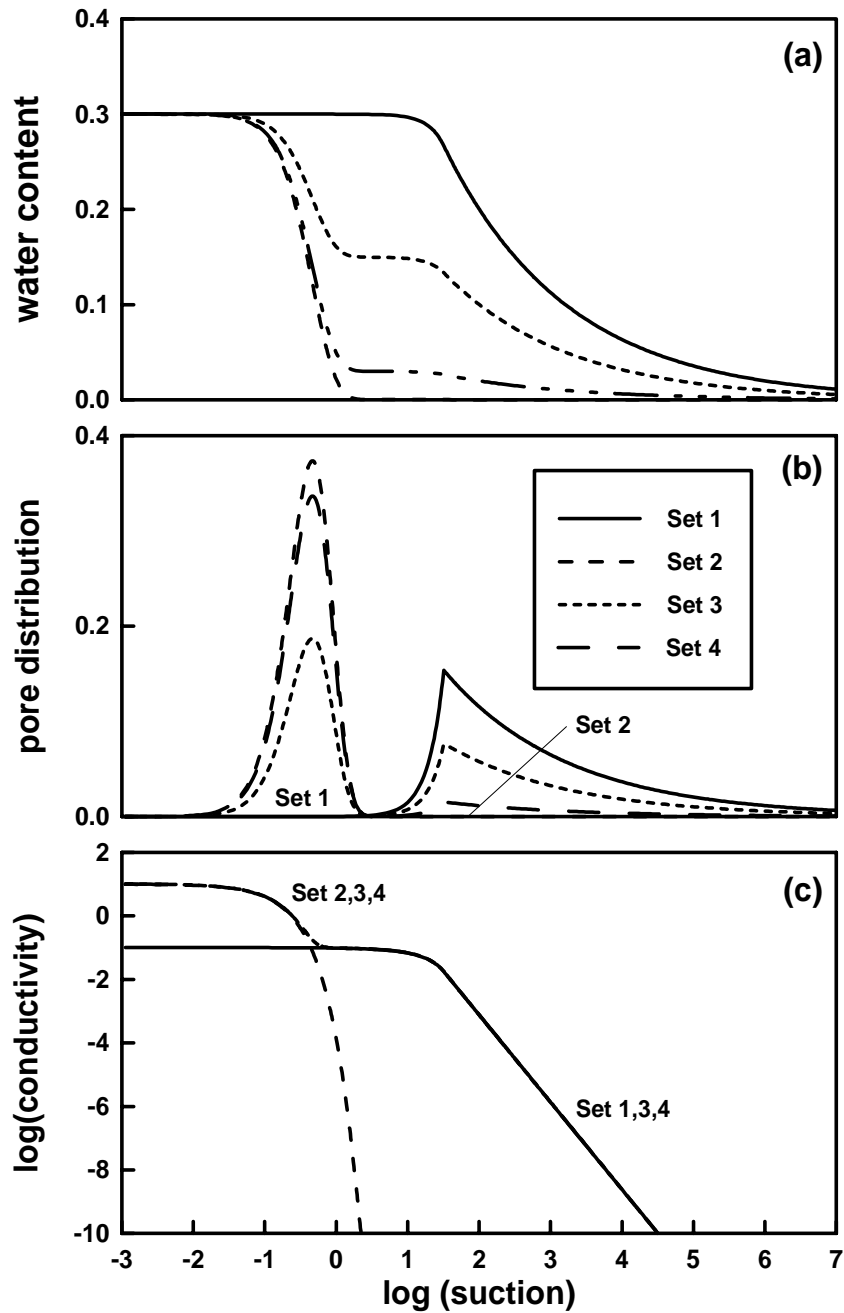 0.4
(a)
0.3
0.2
0.1
0.0
water content
0.4
(b)
0.2
0.0
pore distribution
Set 1
Set 2
Set 3
Set 4
Set 2
Set 1
2
(c)
0
-2
-4
-6
-8
-10
log(conductivity)
Set 2,3,4
Set 1,3,4
-3 -2 -1 0 1 2 3 4 5 6 7
log (suction)